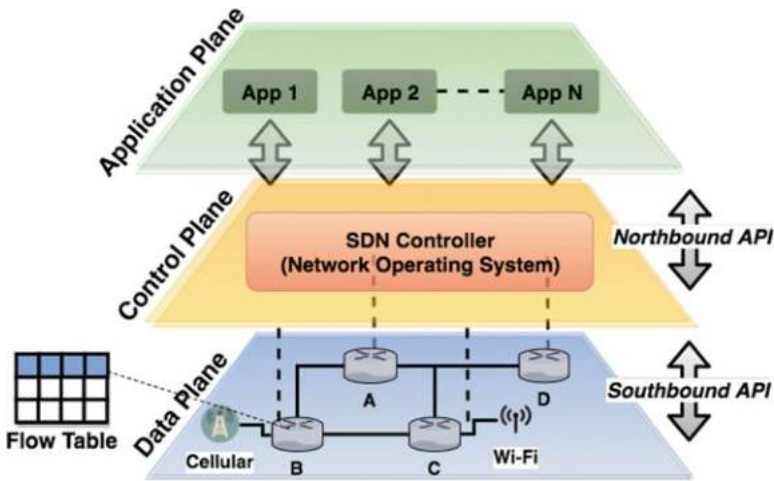 Application Plane
App 1
App 2
App N
Control Plane
SDN Controller
(Network Operating System)
Northbound API
Data Plane
A
D
Southbound API
Flow Table
Cellular
B
C
Wi-Fi